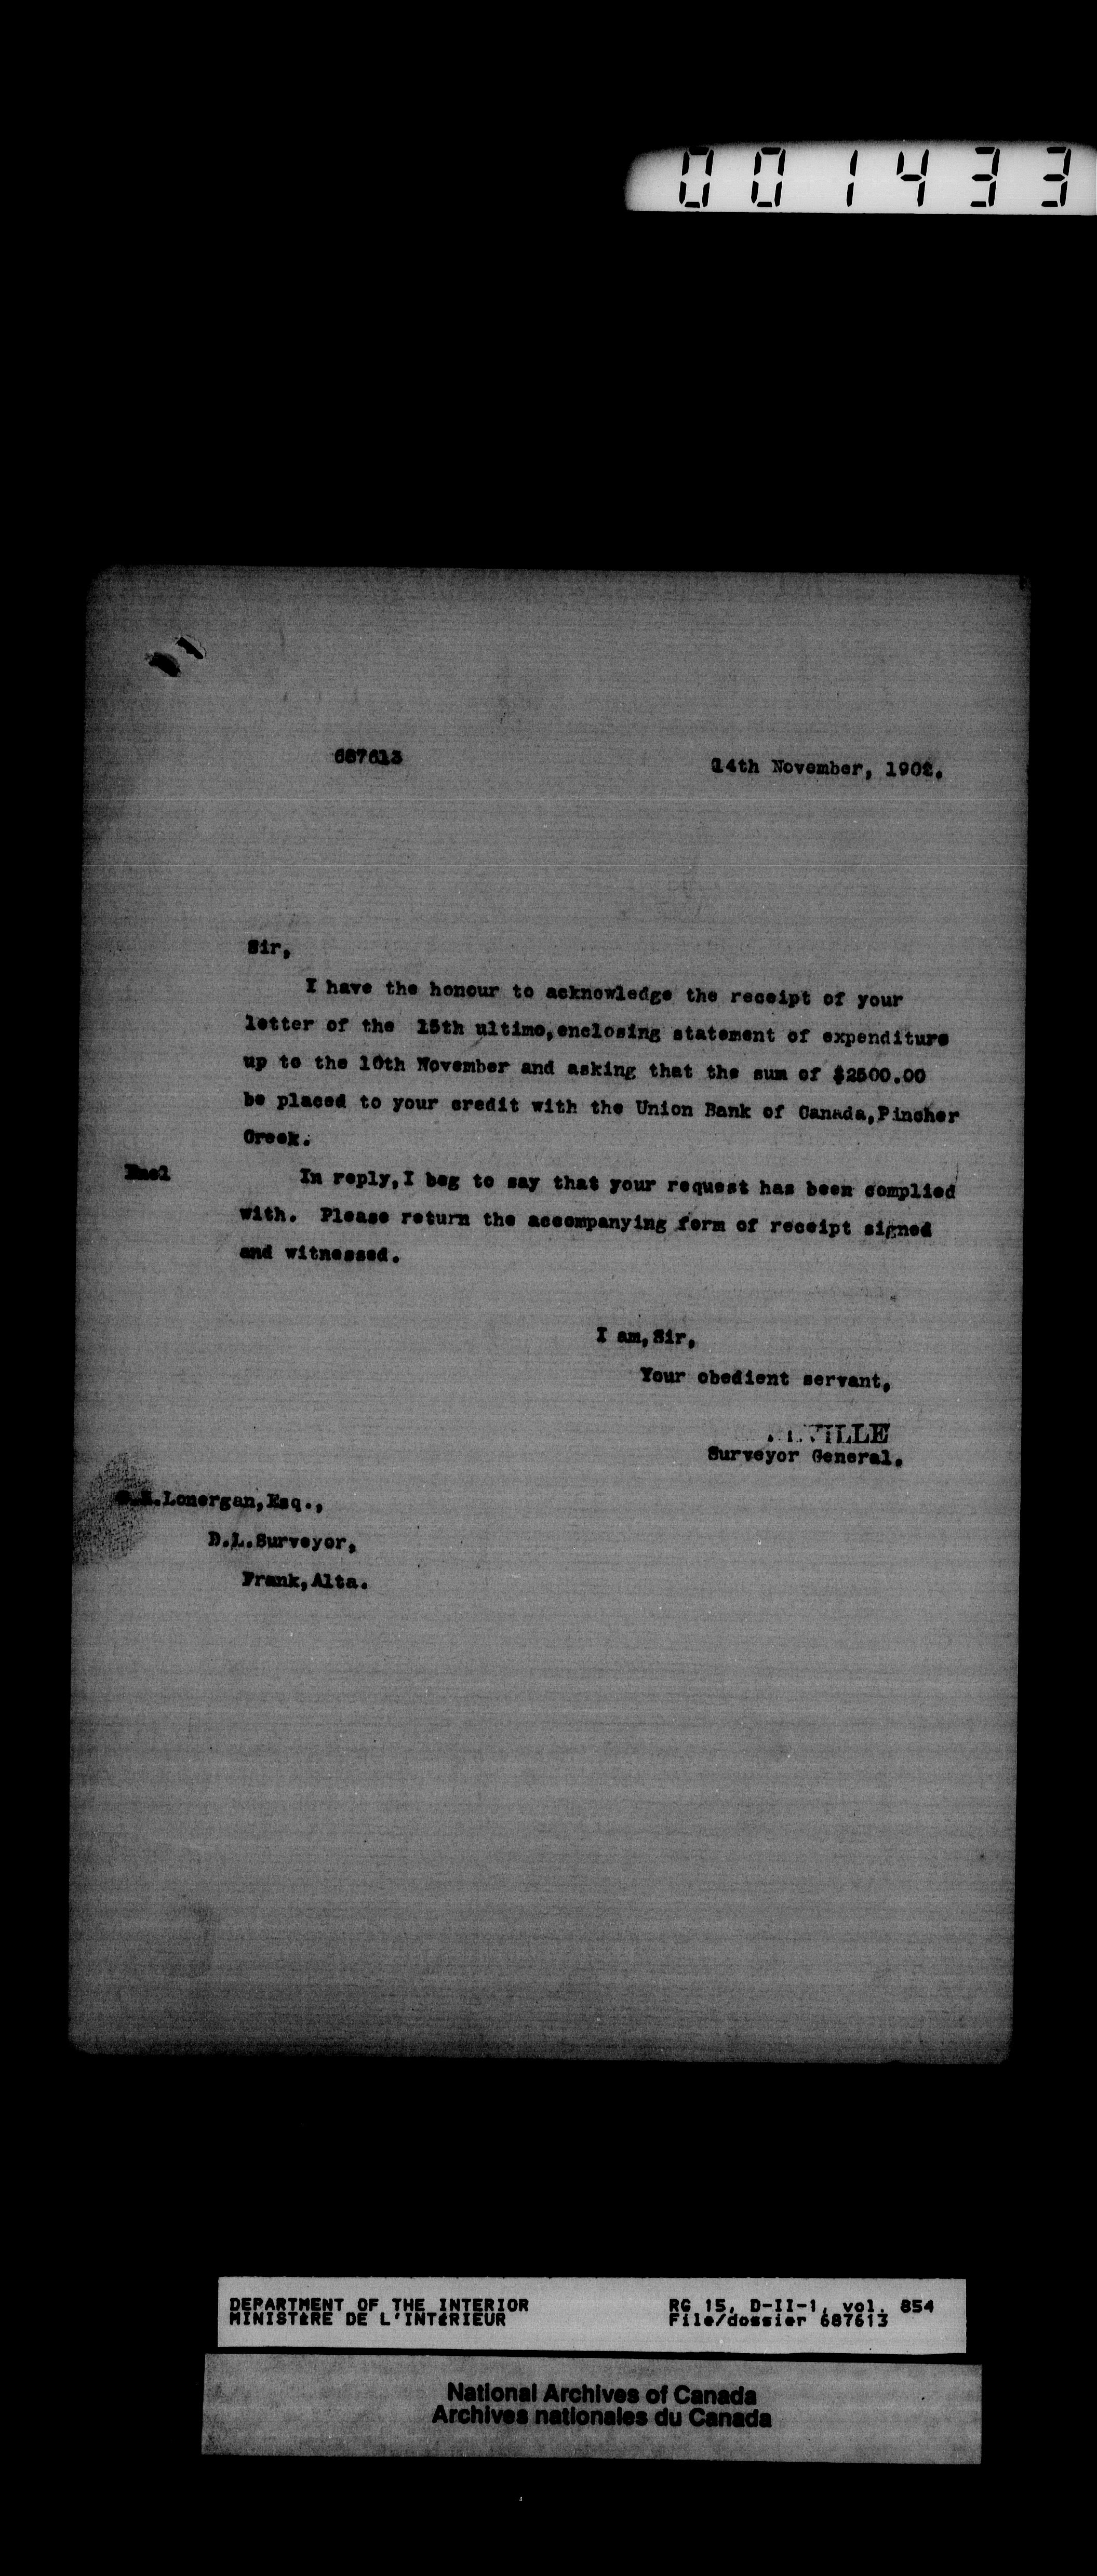 001433
687613
14th November, 1902.
Sir,
I have the honour to acknowledge the receipt of your
letter of the 15th ultimo,enclosing statement of expenditure
up to the 10th November and asking that the sum of $2500.00
be placed to your credit with the Union Bank of Canada,Pincher
Creek.
Encl
In reply,I beg to say that your request has been complied
with. Please return the accompanying form of receipt signed
and witnessed.
I am,Sir,
Your obedient servant,
Surveyor General.
Lonergan,Esq.,
D.L.Surveyor,
Frank,Alta.
DEPARTMENT OF THE INTERIOR RG 15, D-II-1, vol. 854
MINISTÈRE DE L'INTÉRIEUR File/dossier 687613
National Archives of Canada
Archives nationales du Canada